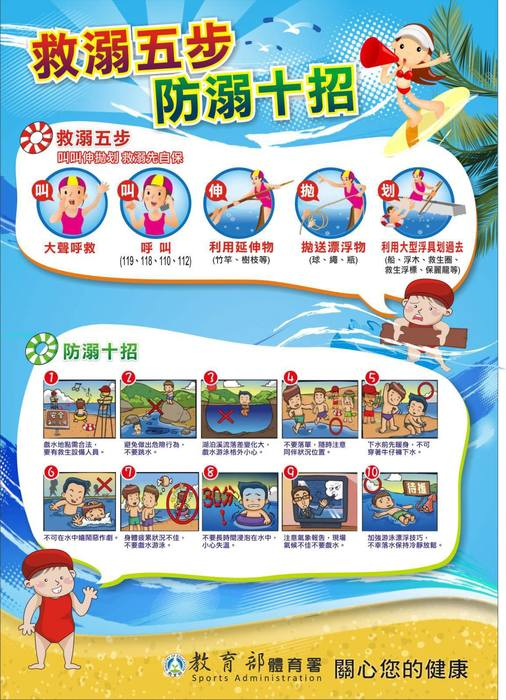 救溺五步
防溺十招
救溺五步
叫叫伸拋划 救溺先自保
叫
叫
伸
拋
划
大聲呼救
呼 叫
(119、118、110、112)
利用延伸物
(竹竿、樹枝等)
拋送漂浮物
(球、繩、瓶)
利用大型浮具划過去
(船、浮木、救生圈、
救生浮標、保麗龍等)
防溺十招
1
戲水地點需合法，
要有救生設備人員。
2
避免做出危險行為，
不要跳水。
3
湖泊溪流落差變化大，
戲水游泳格外小心。
4
不要落單，隨時注意
同伴狀況位置。
5
下水前先暖身，不可
穿著牛仔褲下水。
安全
6
不可在水中嬉鬧惡作劇。
7
身體疲累狀況不佳，
不要戲水游泳。
8
30分
不要長時間浸泡在水中，
小心失溫。
9
注意氣象報告，現場
氣候不佳不要戲水。
10
待援
加強游泳漂浮技巧，
不幸落水保持冷靜放鬆。
教育部體育署
Sports Administration
關心您的健康